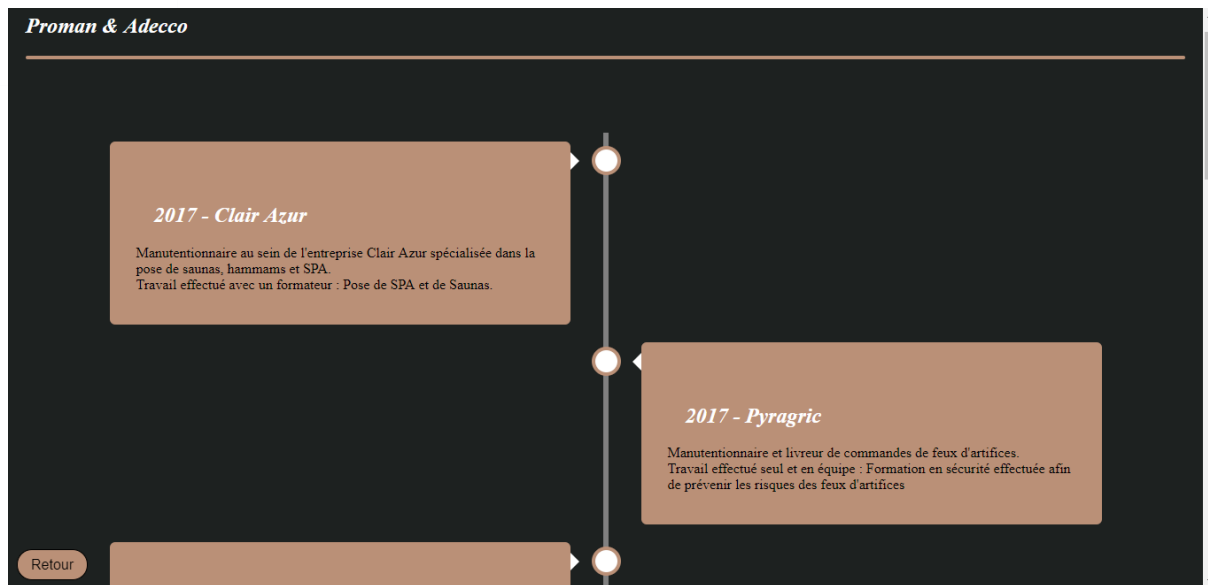 Proman & Adecco
2017 - Clair Azur
Manutentionnaire au sein de l'entreprise Clair Azur spécialisée dans la
pose de saunas, hammams et SPA.
Travail effectué avec un formateur : Pose de SPA et de Saunas.
2017 - Pyragric
Manutentionnaire et livreur de commandes de feux d'artifices.
Travail effectué seul et en équipe : Formation en sécurité effectuée afin
de prévenir les risques des feux d'artifices
Retour